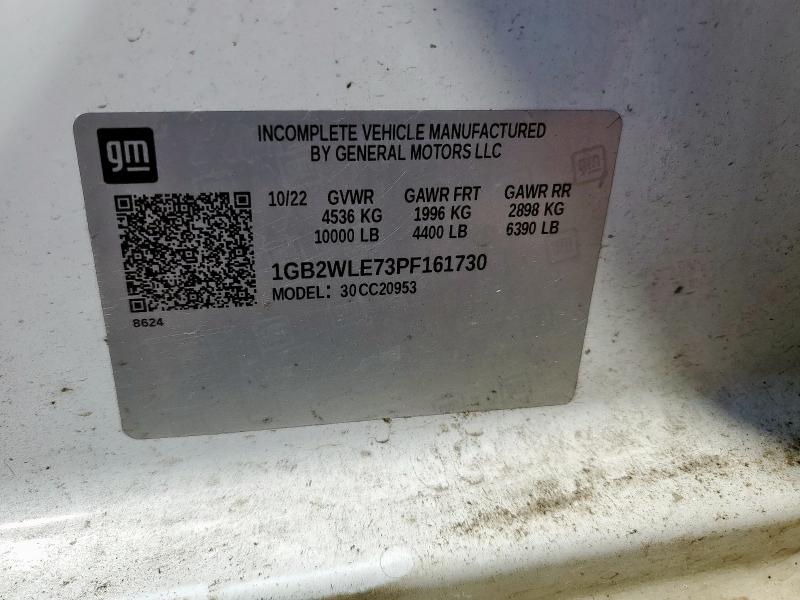 gm
INCOMPLETE VEHICLE MANUFACTURED
BY GENERAL MOTORS LLC
gm
10/22 GVWR GAWR FRT GAWR RR
4536 KG 1996 KG 2898 KG
10000 LB 4400 LB 6390 LB
1GB2WLE73PF161730
MODEL: 30CC20953
8624